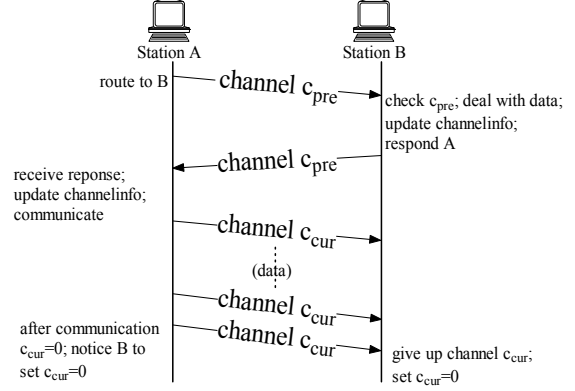 Station A
Station B
route to B
channel c_pre
check c_pre; deal with data;
update channelinfo;
respond A
channel c_pre
receive reponse;
update channelinfo;
communicate
channel c_cur
(data)
channel c_cur
after communication
c_cur=0; notice B to
set c_cur=0
channel c_cur
give up channel c_cur;
set c_cur=0